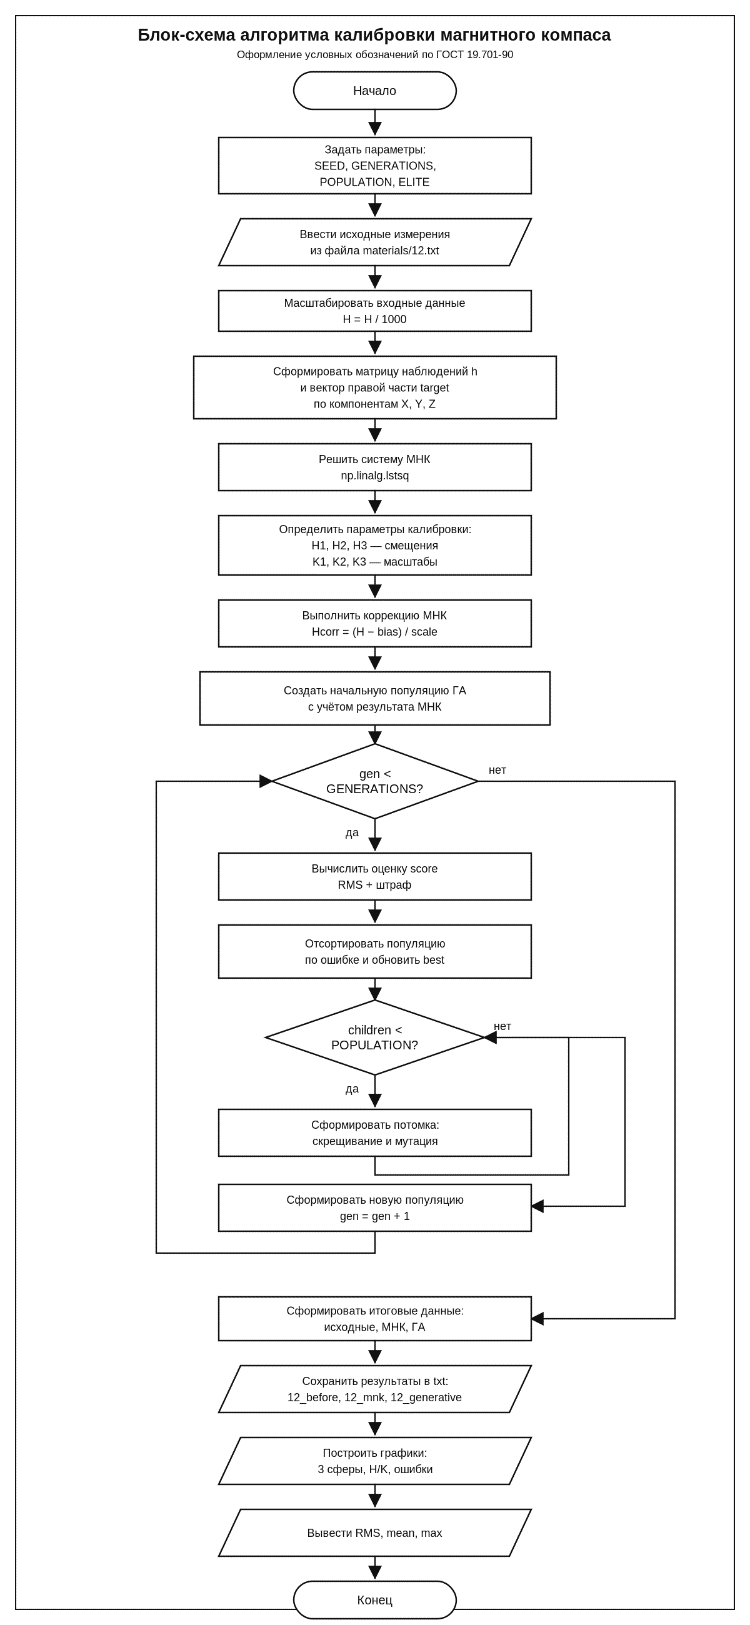 Блок-схема алгоритма калибровки магнитного компаса
Оформление условных обозначений по ГОСТ 19.701-90
Начало
Задать параметры:
SEED, GENERATIONS,
POPULATION, ELITE
Ввести исходные измерения
из файла materials/12.txt
Масштабировать входные данные
H = H / 1000
Сформировать матрицу наблюдений h
и вектор правой части target
по компонентам X, Y, Z
Решить систему МНК
np.linalg.lstsq
Определить параметры калибровки:
H1, H2, H3 — смещения
K1, K2, K3 — масштабы
Выполнить коррекцию МНК
Hcorr = (H − bias) / scale
Создать начальную популяцию ГА
с учётом результата МНК
gen <
GENERATIONS?
нет
да
Вычислить оценку score
RMS + штраф
Отсортировать популяцию
по ошибке и обновить best
children <
POPULATION?
нет
да
Сформировать потомка:
скрещивание и мутация
Сформировать новую популяцию
gen = gen + 1
Сформировать итоговые данные:
исходные, МНК, ГА
Сохранить результаты в txt:
12_before, 12_mnk, 12_generative
Построить графики:
3 сферы, H/K, ошибки
Вывести RMS, mean, max
Конец